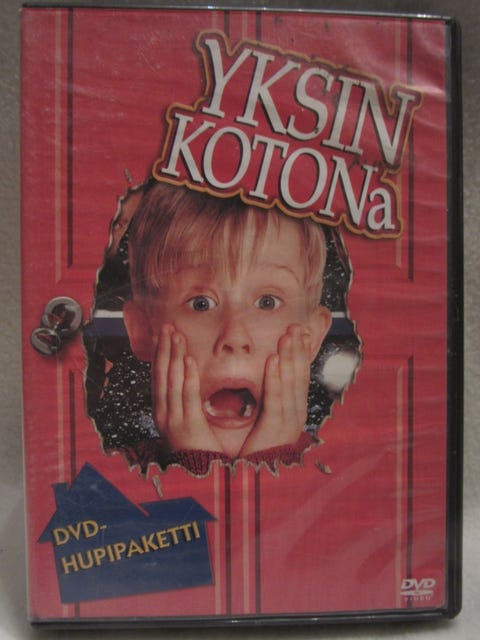 YKSIN
KOTONa
DVD-
HUPIPAKETTI
DVD
VIDEO